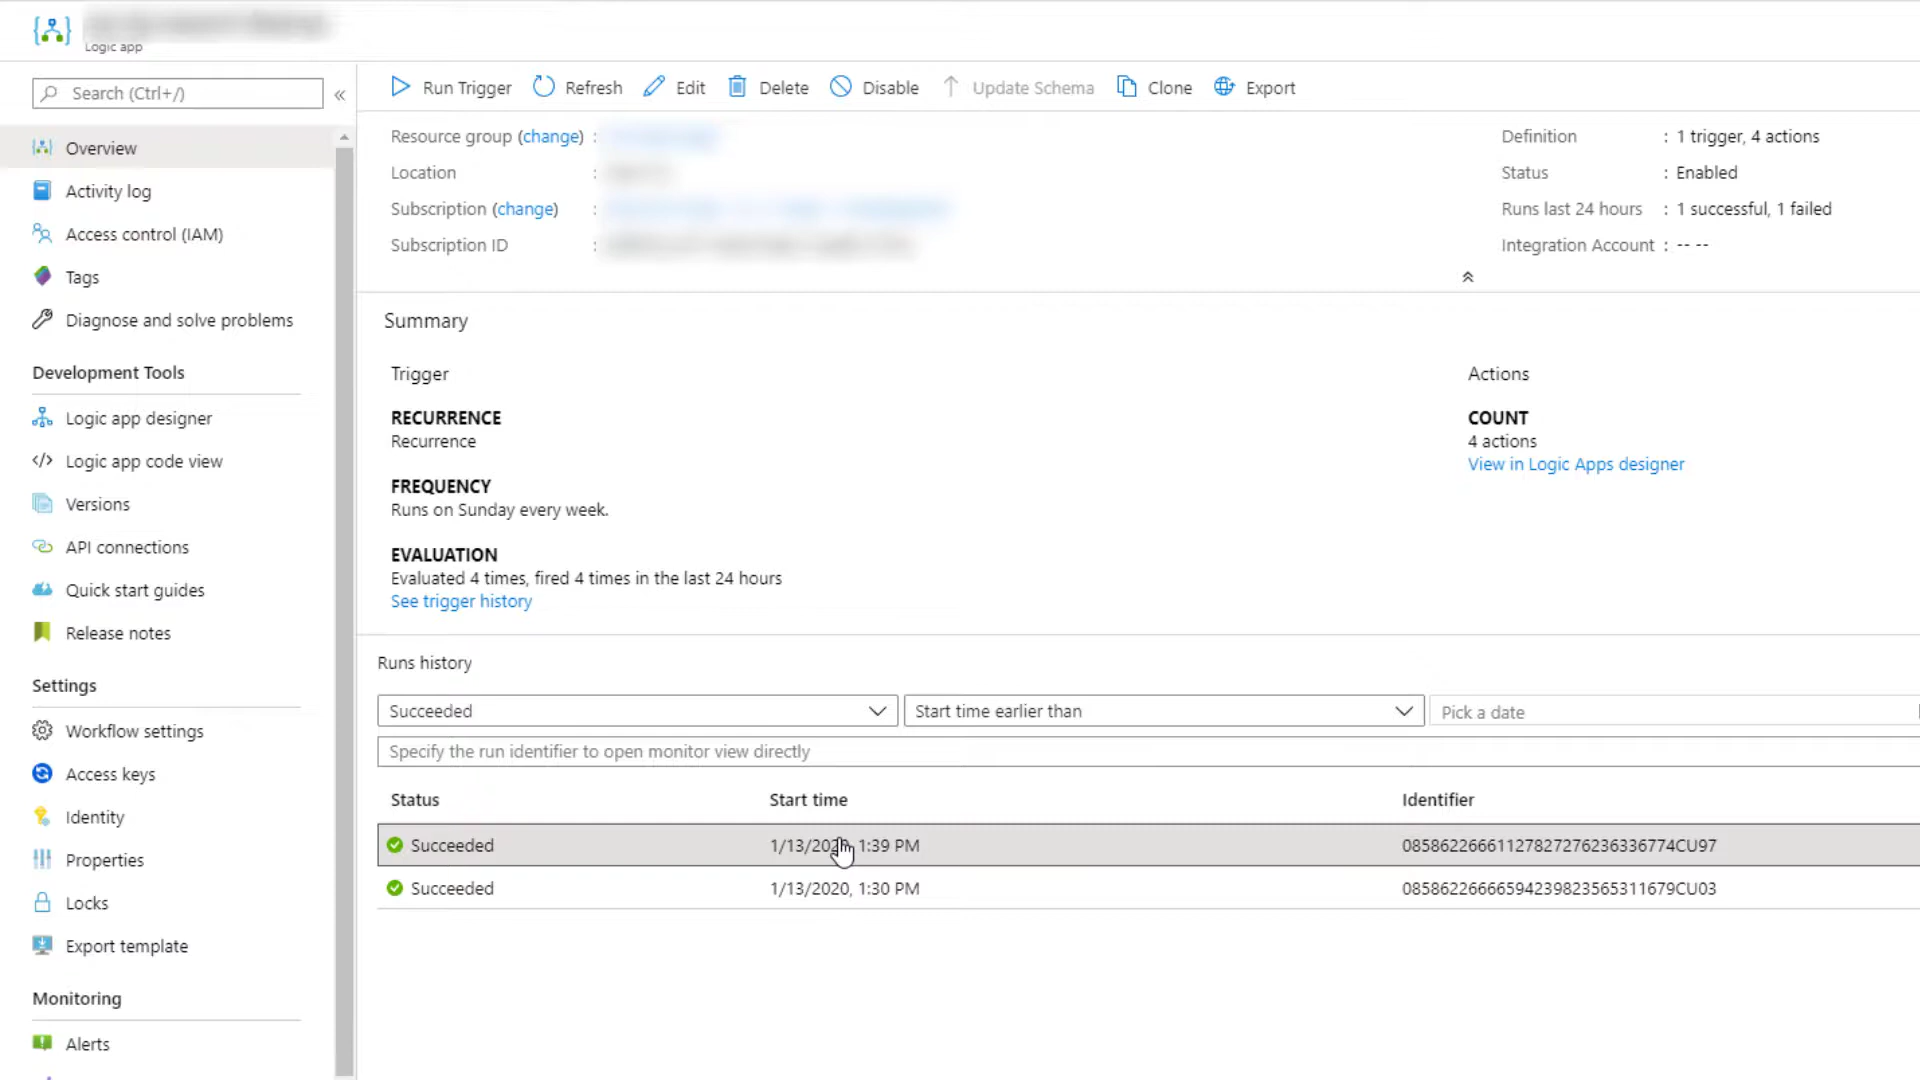 Logic app
Search (Ctrl+/)
«
Overview
Activity log
Access control (IAM)
Tags
Diagnose and solve problems
Development Tools
Logic app designer
Logic app code view
Versions
API connections
Quick start guides
Release notes
Settings
Workflow settings
Access keys
Identity
Properties
Locks
Export template
Monitoring
Alerts
Run Trigger Refresh Edit Delete Disable Update Schema Clone Export
Resource group (change) :
Location :
Subscription (change) :
Subscription ID :
Definition : 1 trigger, 4 actions
Status : Enabled
Runs last 24 hours : 1 successful, 1 failed
Integration Account : -- --
Summary
Trigger
RECURRENCE
Recurrence
FREQUENCY
Runs on Sunday every week.
EVALUATION
Evaluated 4 times, fired 4 times in the last 24 hours
See trigger history
Actions
COUNT
4 actions
View in Logic Apps designer
Runs history
Succeeded Start time earlier than Pick a date
Specify the run identifier to open monitor view directly
Status Start time Identifier
Succeeded 1:39 PM 08586226661127827276236336774CU97
Succeeded 1/13/2020, 1:30 PM 08586226666594239823565311679CU03